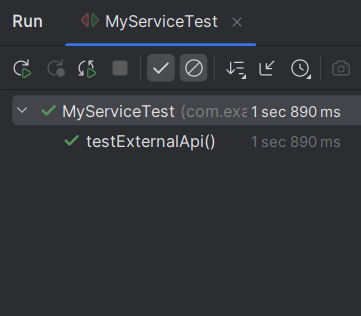 Run MyServiceTest
MyServiceTest (com.exa 1 sec 890 ms
testExternalApi() 1 sec 890 ms